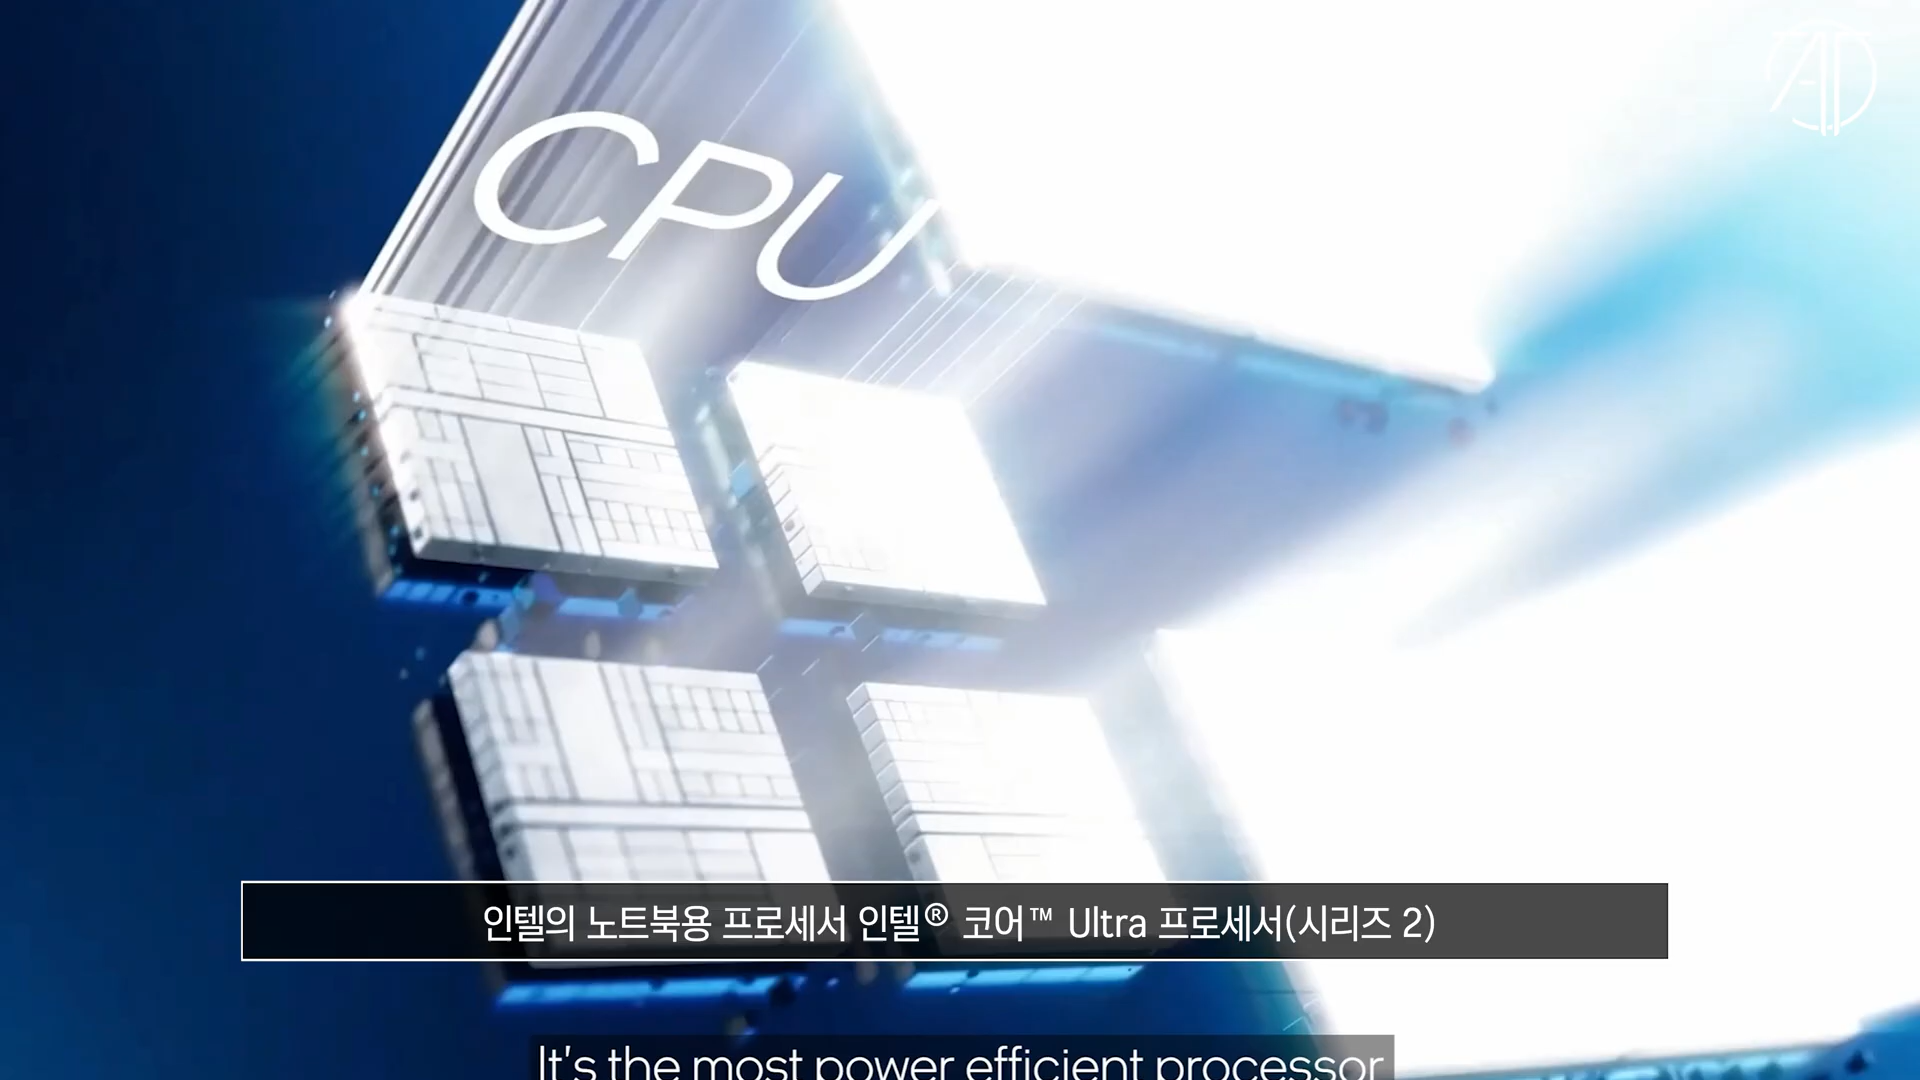 CPU
인텔의 노트북용 프로세서 인텔® 코어™ Ultra 프로세서(시리즈 2)
It's the most power efficient processor